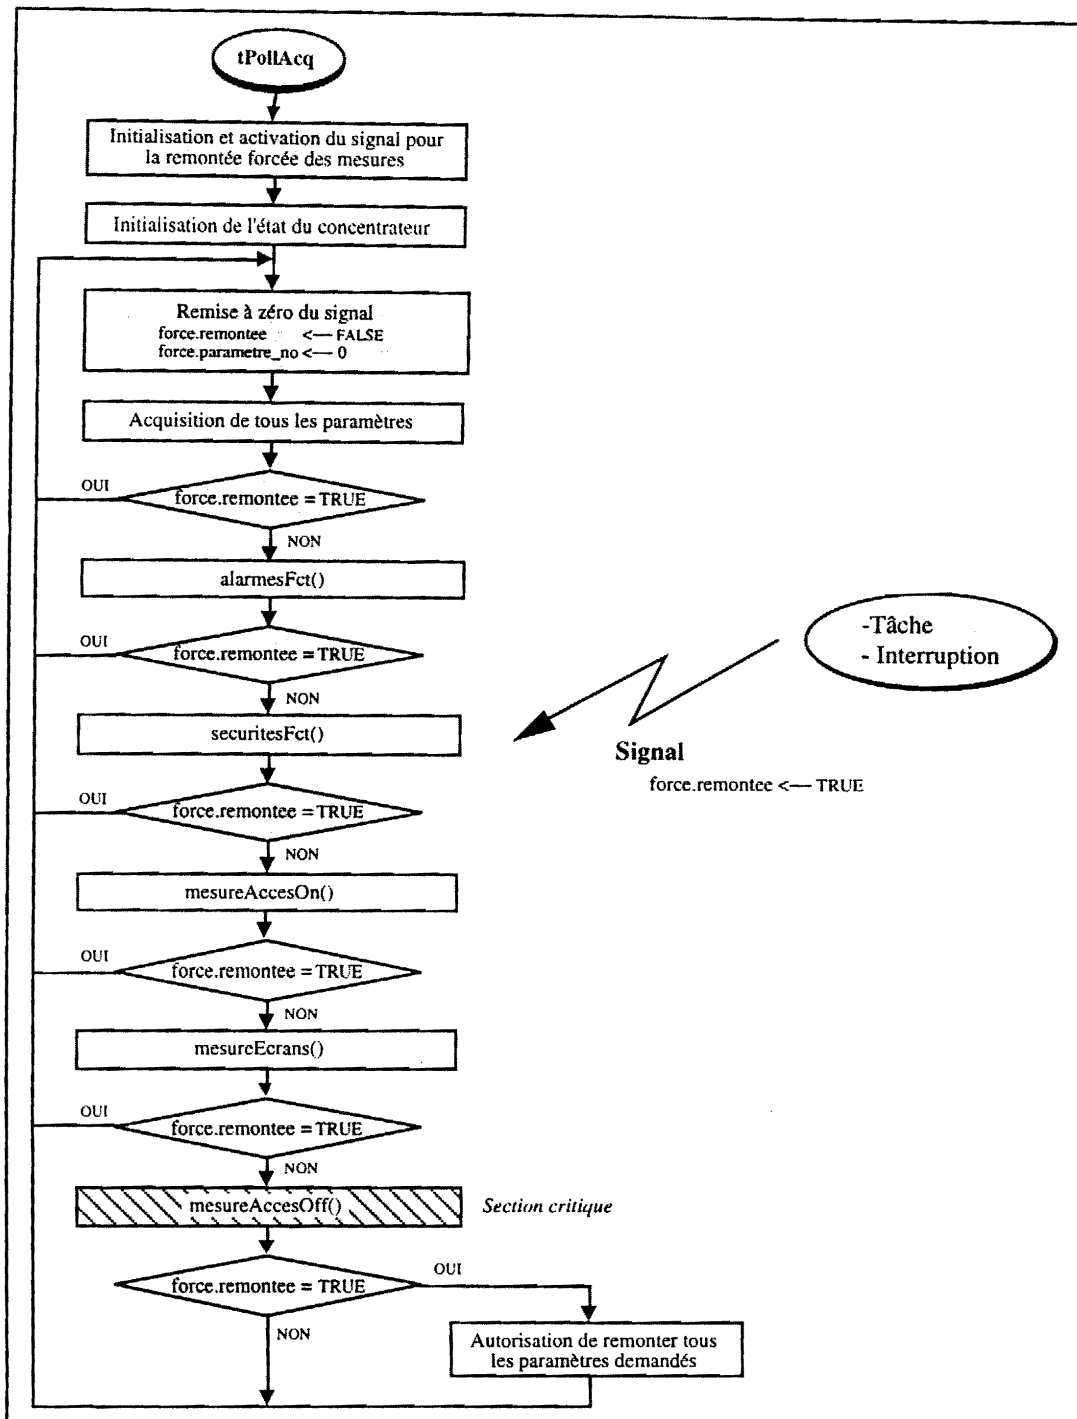 tPollAcq
Initialisation et activation du signal pour
la remontée forcée des mesures
Initialisation de l'état du concentrateur
Remise à zéro du signal
force.remontee <— FALSE
force.parametre_no <— 0
Acquisition de tous les paramètres
OUI
force.remontee = TRUE
NON
alarmesFct()
OUI
force.remontee = TRUE
NON
securitesFct()
OUI
force.remontee = TRUE
NON
mesureAccesOn()
OUI
force.remontee = TRUE
NON
mesureEcrans()
OUI
force.remontee = TRUE
NON
mesureAccesOff()
Section critique
force.remontee = TRUE
OUI
NON
Autorisation de remonter tous
les paramètres demandés
-Tâche
- Interruption
Signal
force.remontee <— TRUE